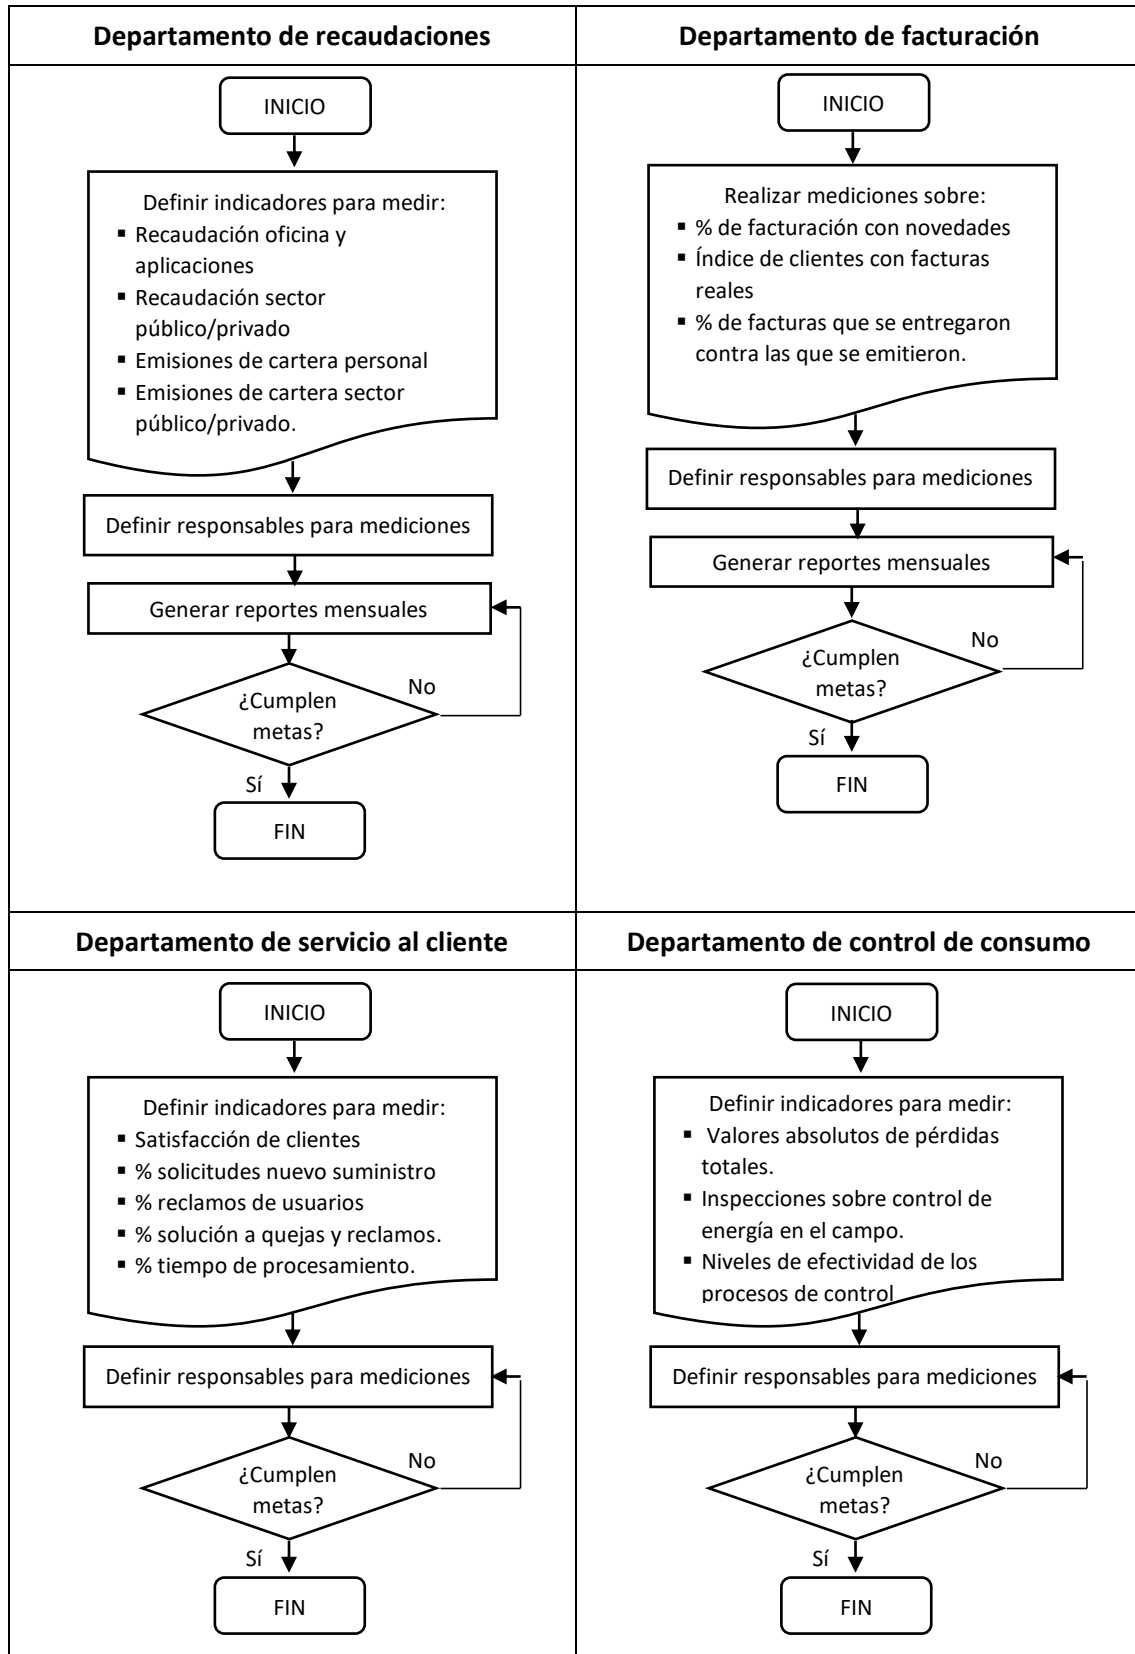 Departamento de recaudaciones
INICIO
Definir indicadores para medir:
▪ Recaudación oficina y
aplicaciones
▪ Recaudación sector
público/privado
▪ Emisiones de cartera personal
▪ Emisiones de cartera sector
público/privado.
Definir responsables para mediciones
Generar reportes mensuales
¿Cumplen
metas?
No
Sí
FIN
Departamento de facturación
INICIO
Realizar mediciones sobre:
▪ % de facturación con novedades
▪ Índice de clientes con facturas
reales
▪ % de facturas que se entregaron
contra las que se emitieron.
Definir responsables para mediciones
Generar reportes mensuales
¿Cumplen
metas?
No
Sí
FIN
Departamento de servicio al cliente
INICIO
Definir indicadores para medir:
▪ Satisfacción de clientes
▪ % solicitudes nuevo suministro
▪ % reclamos de usuarios
▪ % solución a quejas y reclamos.
▪ % tiempo de procesamiento.
Definir responsables para mediciones
¿Cumplen
metas?
No
Sí
FIN
Departamento de control de consumo
INICIO
Definir indicadores para medir:
▪ Valores absolutos de pérdidas
totales.
▪ Inspecciones sobre control de
energía en el campo.
▪ Niveles de efectividad de los
procesos de control
Definir responsables para mediciones
¿Cumplen
metas?
No
Sí
FIN